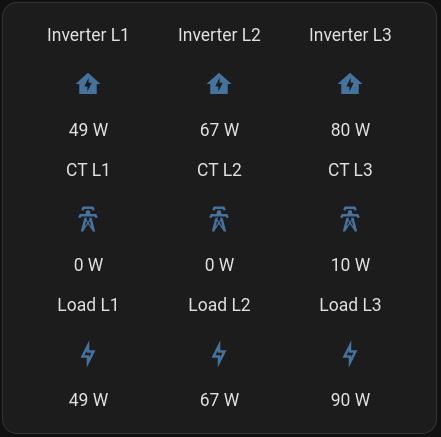 Inverter L1 Inverter L2 Inverter L3
49 W 67 W 80 W
CT L1 CT L2 CT L3
0 W 0 W 10 W
Load L1 Load L2 Load L3
49 W 67 W 90 W